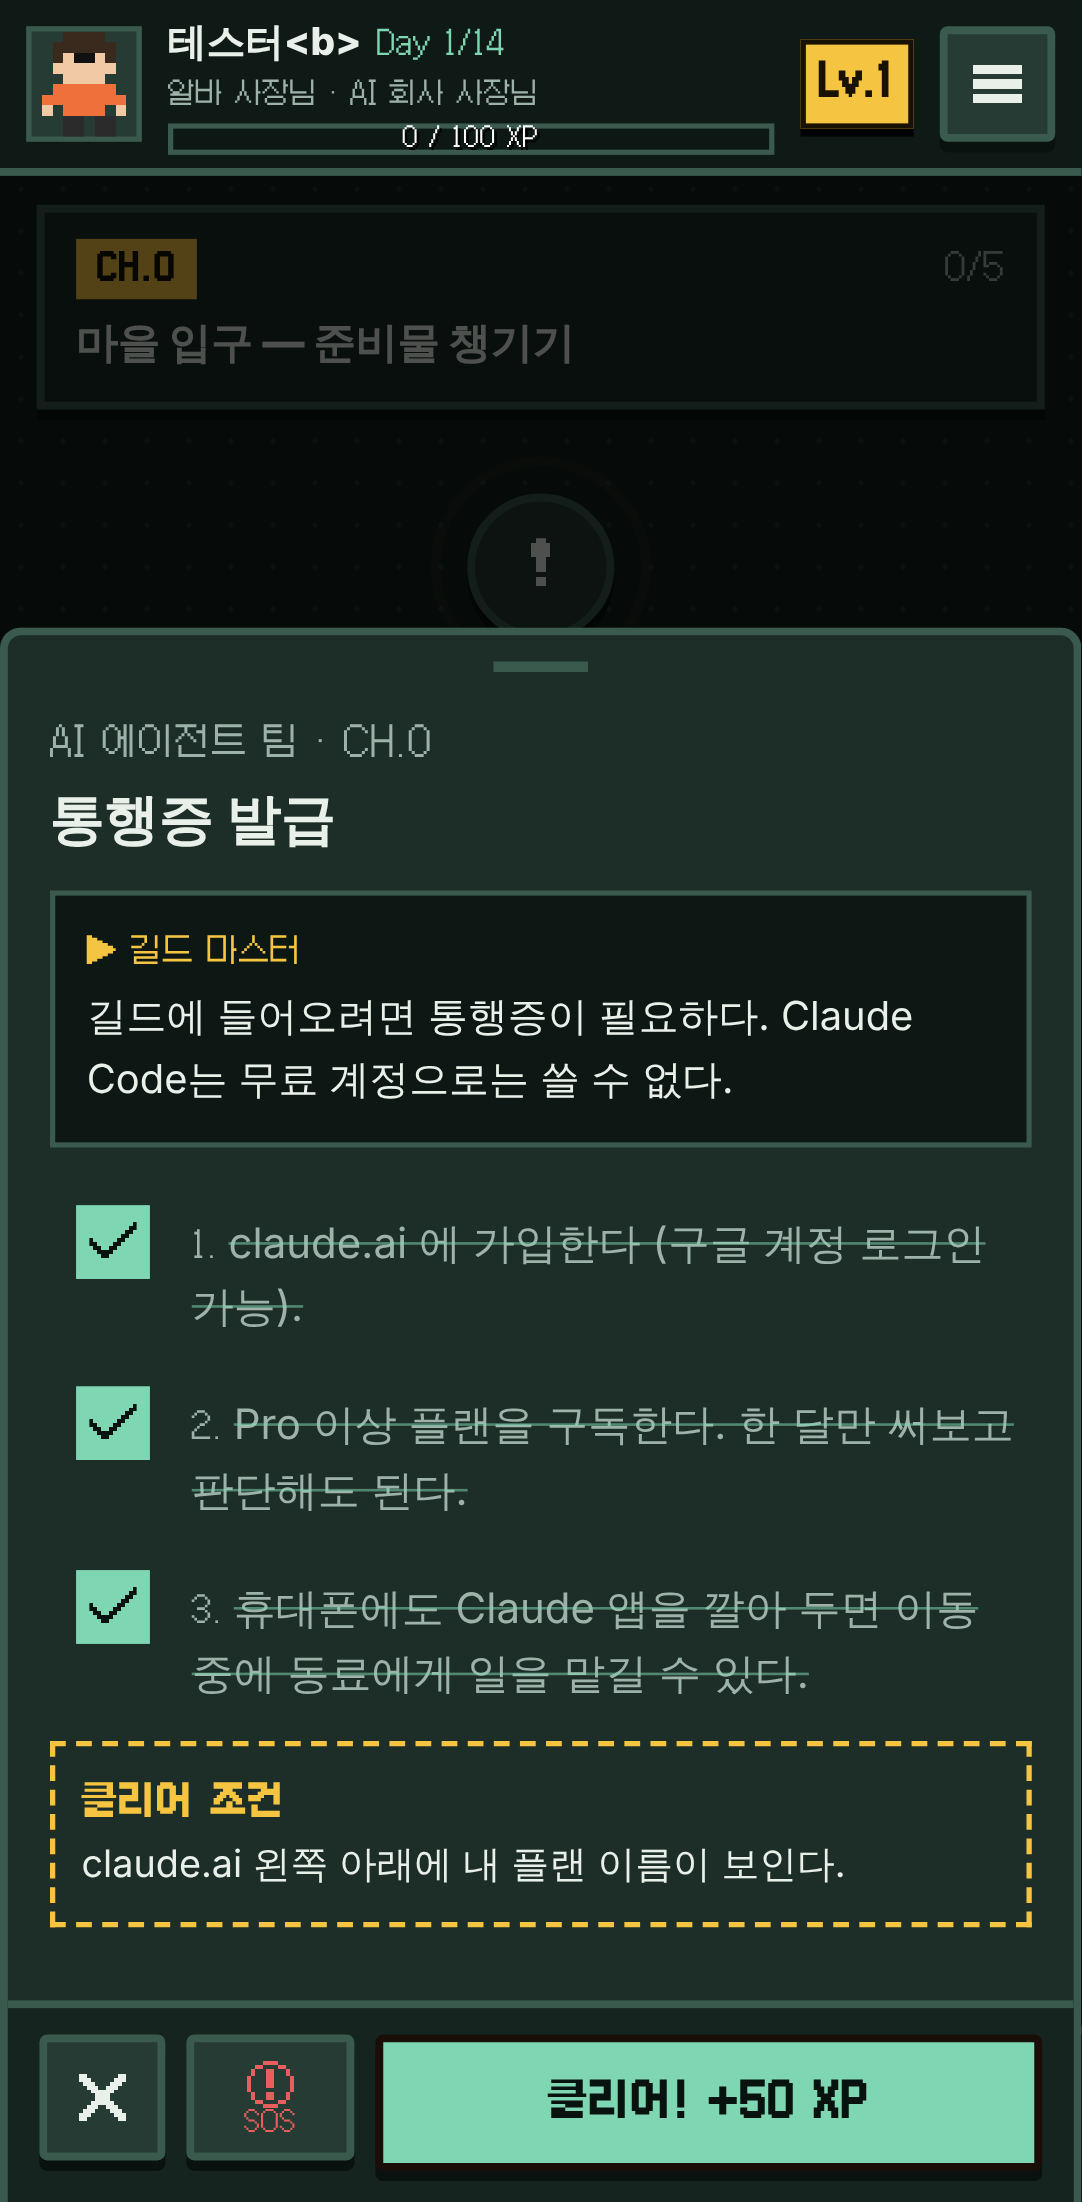 테스터<b> Day 1/14
알바 사장님 · AI 회사 사장님
0 / 100 XP
Lv.1
CH.0
0/5
마을 입구 — 준비물 챙기기
!
AI 에이전트 팀 · CH.0
통행증 발급
▶ 길드 마스터
길드에 들어오려면 통행증이 필요하다. Claude
Code는 무료 계정으로는 쓸 수 없다.
1. claude.ai 에 가입한다 (구글 계정 로그인
가능).
2. Pro 이상 플랜을 구독한다. 한 달만 써보고
판단해도 된다.
3. 휴대폰에도 Claude 앱을 깔아 두면 이동
중에 동료에게 일을 맡길 수 있다.
클리어 조건
claude.ai 왼쪽 아래에 내 플랜 이름이 보인다.
SOS
클리어! +50 XP